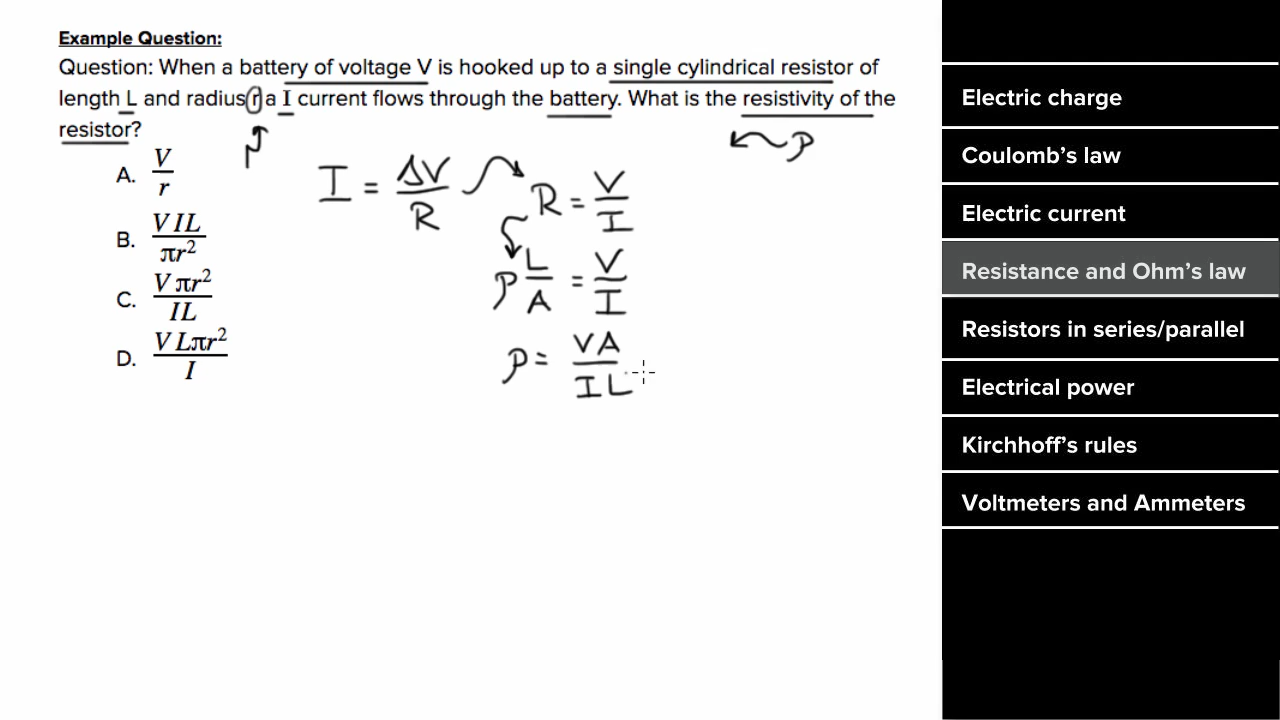 Example Question:
Question: When a battery of voltage V is hooked up to a single cylindrical resistor of
length L and radius r a I current flows through the battery. What is the resistivity of the
resistor?
A. V/r
B. VIL/πr²
C. Vπr²/IL
D. VLπr²/I
I = ΔV/R
R = V/I
ρ L/A = V/I
ρ = VA/IL
ρ
Electric charge
Coulomb’s law
Electric current
Resistance and Ohm’s law
Resistors in series/parallel
Electrical power
Kirchhoff’s rules
Voltmeters and Ammeters